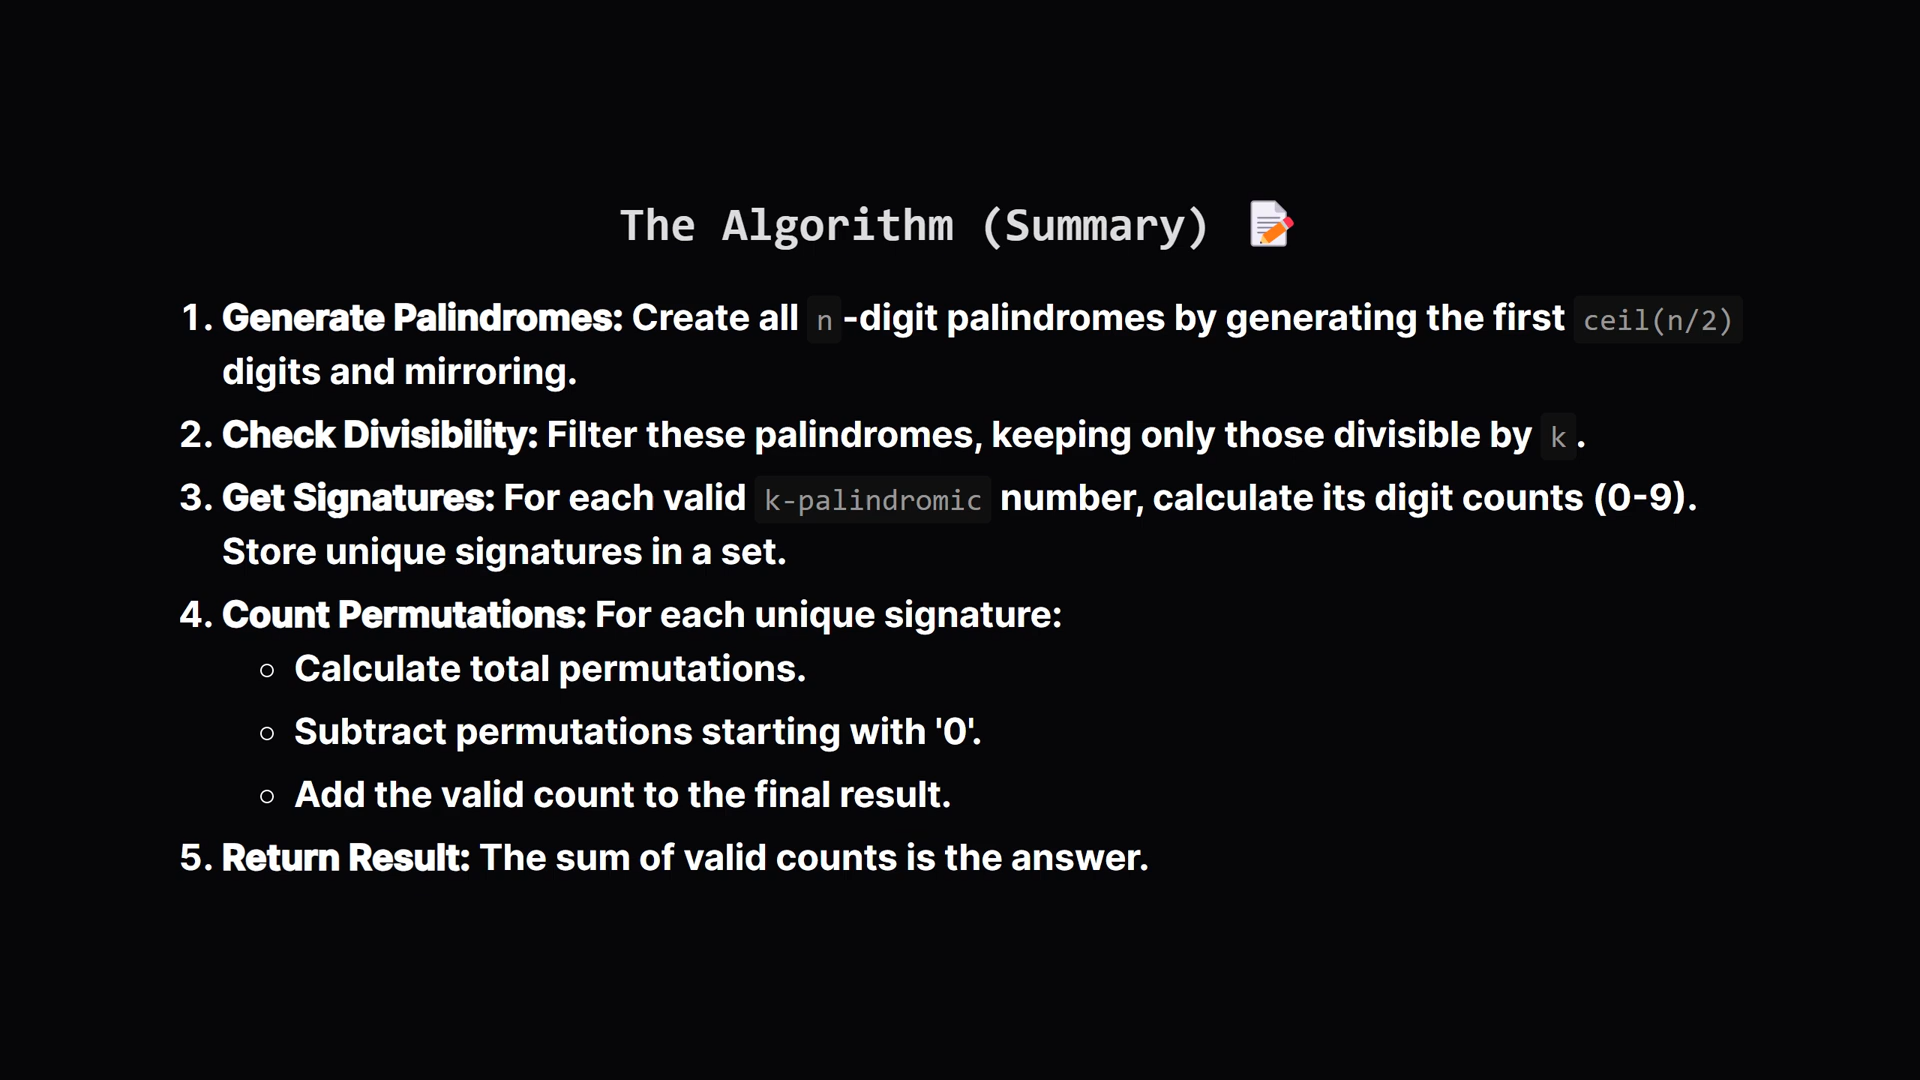 The Algorithm (Summary) 📝
1. Generate Palindromes: Create all n-digit palindromes by generating the first ceil(n/2)
digits and mirroring.
2. Check Divisibility: Filter these palindromes, keeping only those divisible by k.
3. Get Signatures: For each valid k-palindromic number, calculate its digit counts (0-9).
Store unique signatures in a set.
4. Count Permutations: For each unique signature:
◦ Calculate total permutations.
◦ Subtract permutations starting with '0'.
◦ Add the valid count to the final result.
5. Return Result: The sum of valid counts is the answer.